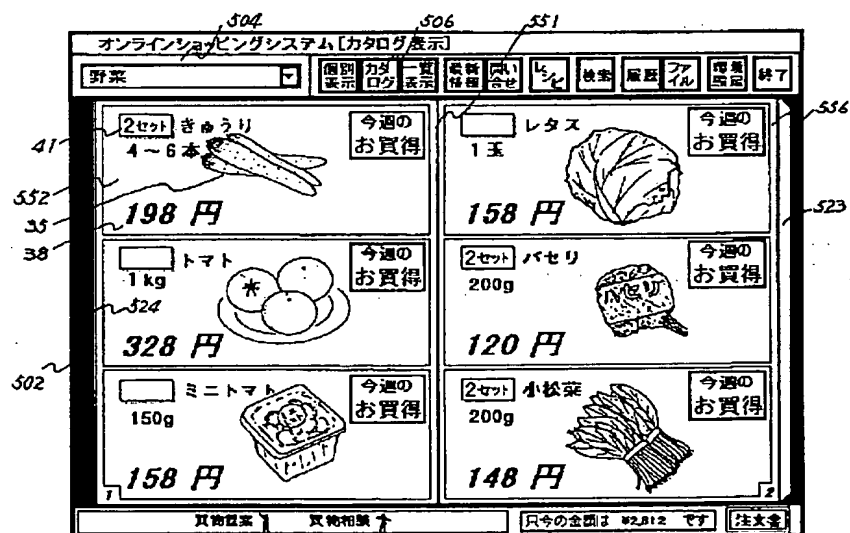 504
506
551
オンラインショッピングシステム[カタログ表示]
野菜
個別表示 カタログ 一覧表示 最新情報 問い合せ レシピ 検索 履歴 ファイル 環境設定 終了
41
552
35
38
524
502
556
523
2セット きゅうり
4～6本
今週の
お買得
198 円
レタス
1玉
今週の
お買得
158 円
トマト
1kg
今週の
お買得
328 円
2セット パセリ
200g
今週の
お買得
パセリ
120 円
ミニトマト
150g
今週の
お買得
158 円
1
2セット 小松菜
200g
今週の
お買得
148 円
2
買物提案 買物相談
只今の金額は ¥2,812 です
注文書